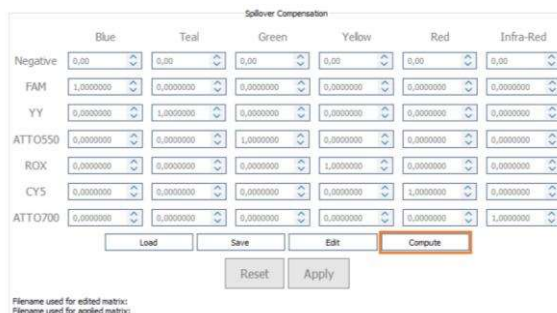 Spillover Compensation
Blue Teal Green Yellow Red Infra-Red
Negative 0,00 0,00 0,00 0,00 0,00 0,00
FAM 1,0000000 0,0000000 0,0000000 0,0000000 0,0000000 0,0000000
YY 0,0000000 1,0000000 0,0000000 0,0000000 0,0000000 0,0000000
ATTO550 0,0000000 0,0000000 1,0000000 0,0000000 0,0000000 0,0000000
ROX 0,0000000 0,0000000 0,0000000 1,0000000 0,0000000 0,0000000
CY5 0,0000000 0,0000000 0,0000000 0,0000000 1,0000000 0,0000000
ATTO700 0,0000000 0,0000000 0,0000000 0,0000000 0,0000000 1,0000000
Load Save Edit Compute
Reset Apply
Filename used for edited matrix:
Filename used for applied matrix: